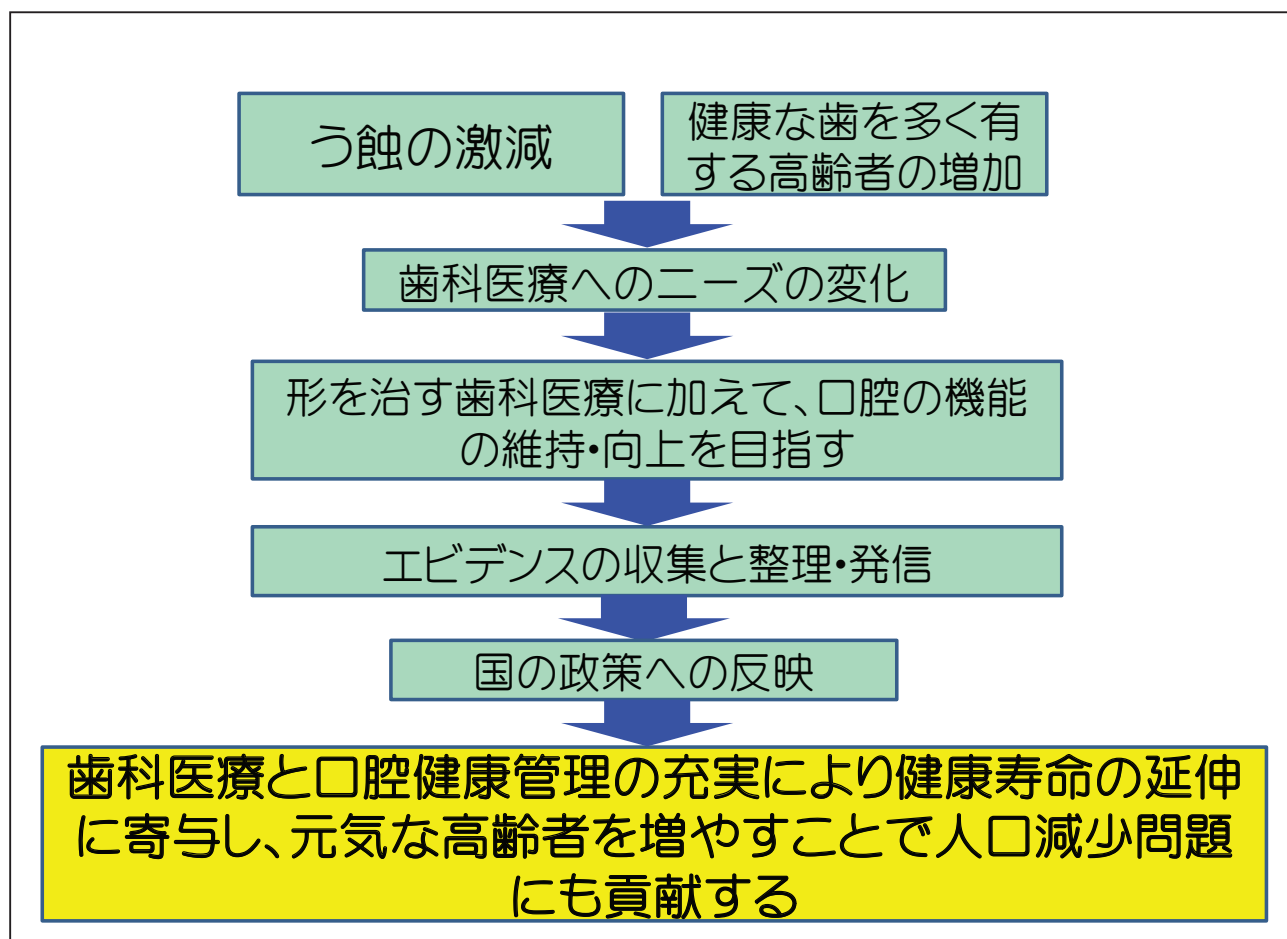 う蝕の激減
健康な歯を多く有
する高齢者の増加
歯科医療へのニーズの変化
形を治す歯科医療に加えて、口腔の機能
の維持・向上を目指す
エビデンスの収集と整理・発信
国の政策への反映
歯科医療と口腔健康管理の充実により健康寿命の延伸
に寄与し、元気な高齢者を増やすことで人口減少問題
にも貢献する